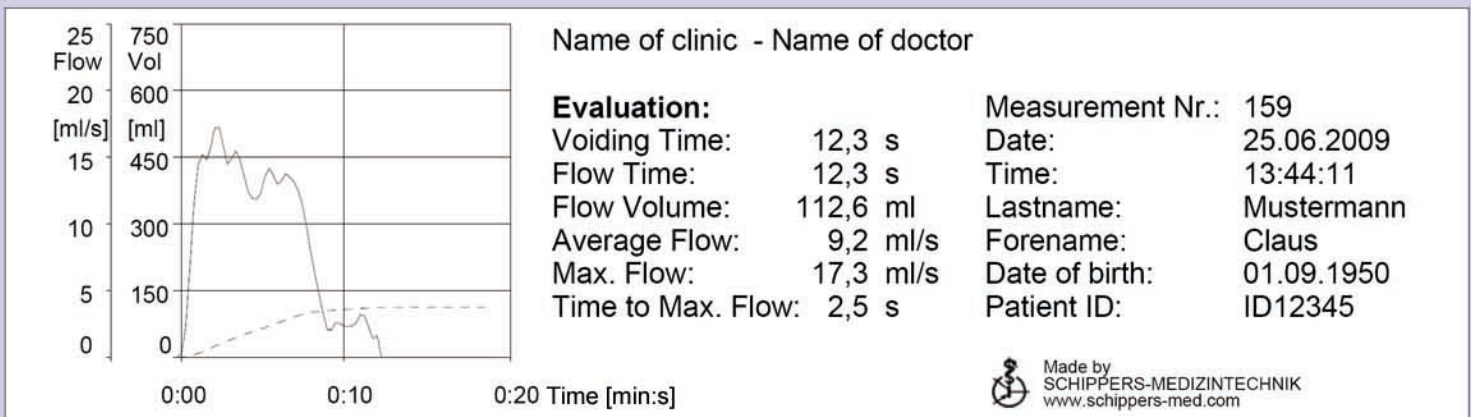 25 750
Flow Vol
20 600
[ml/s] [ml]
15 450
10 300
5 150
0 0
0:00 0:10 0:20 Time [min:s]
Name of clinic - Name of doctor
Evaluation:
Voiding Time: 12,3 s
Flow Time: 12,3 s
Flow Volume: 112,6 ml
Average Flow: 9,2 ml/s
Max. Flow: 17,3 ml/s
Time to Max. Flow: 2,5 s
Measurement Nr.: 159
Date: 25.06.2009
Time: 13:44:11
Lastname: Mustermann
Forename: Claus
Date of birth: 01.09.1950
Patient ID: ID12345
Made by
SCHIPPERS-MEDIZINTECHNIK
www.schippers-med.com